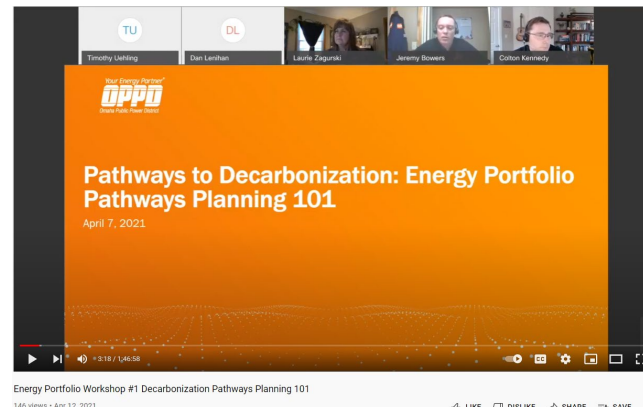 TU
DL
Timothy Uehling
Dan Lenihan
Laurie Zagurski
Jeremy Bowers
Colton Kennedy
Your Energy Partner
OPPD
Omaha Public Power District
Pathways to Decarbonization: Energy Portfolio
Pathways Planning 101
April 7, 2021
3:18 / 1:46:58
CC
Energy Portfolio Workshop #1 Decarbonization Pathways Planning 101
146 views • Apr 12, 2021
LIKE
DISLIKE
SHARE
SAVE